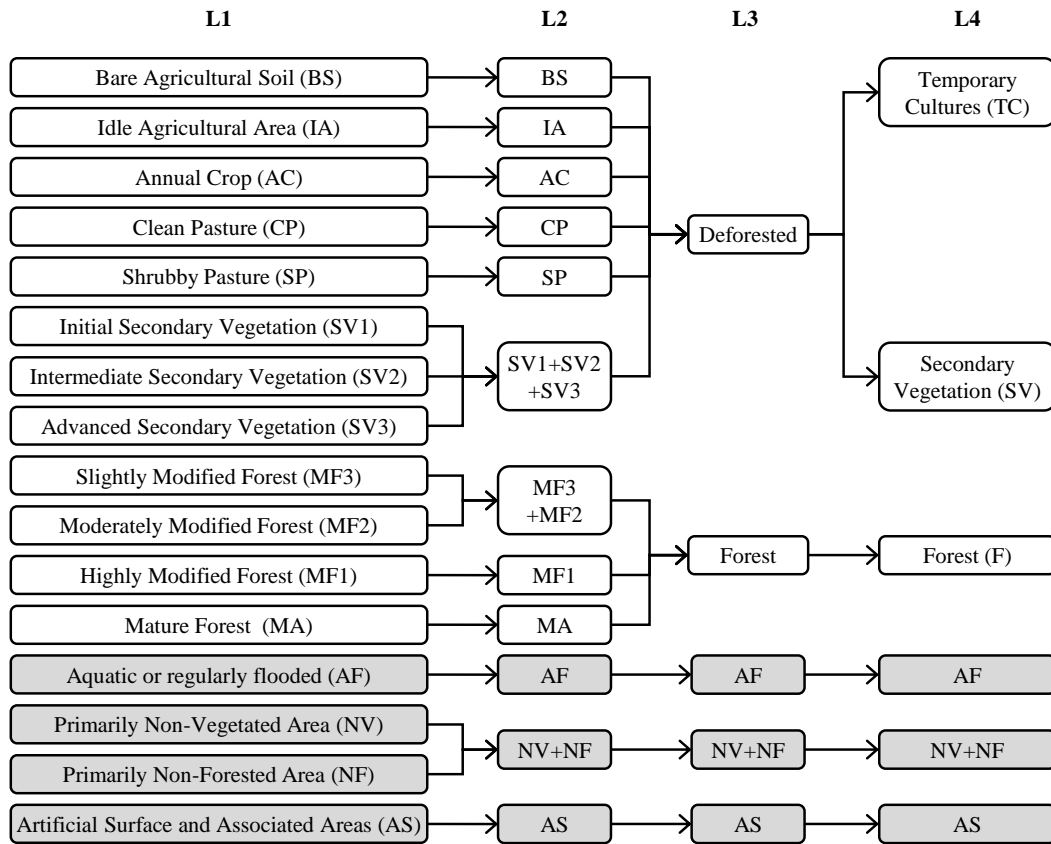 L1 L2 L3 L4
Bare Agricultural Soil (BS)
BS
Temporary
Cultures (TC)
Idle Agricultural Area (IA)
IA
Annual Crop (AC)
AC
Clean Pasture (CP)
CP
Deforested
Shrubby Pasture (SP)
SP
Initial Secondary Vegetation (SV1)
Intermediate Secondary Vegetation (SV2)
Advanced Secondary Vegetation (SV3)
SV1+SV2
+SV3
Secondary
Vegetation (SV)
Slightly Modified Forest (MF3)
Moderately Modified Forest (MF2)
MF3
+MF2
Highly Modified Forest (MF1)
MF1
Forest
Forest (F)
Mature Forest (MA)
MA
Aquatic or regularly flooded (AF)
AF
AF
AF
Primarily Non-Vegetated Area (NV)
Primarily Non-Forested Area (NF)
NV+NF
NV+NF
NV+NF
Artificial Surface and Associated Areas (AS)
AS
AS
AS